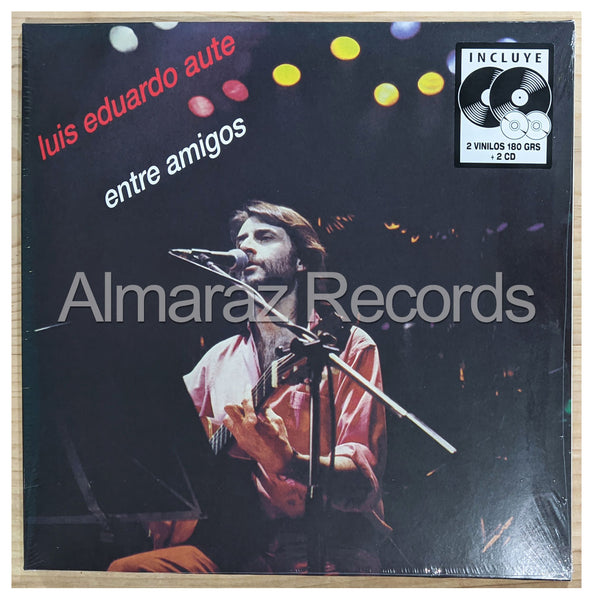 luis eduardo aute
entre amigos
INCLUYE
2 VINILOS 180 GRS
+ 2 CD
Almaraz Records